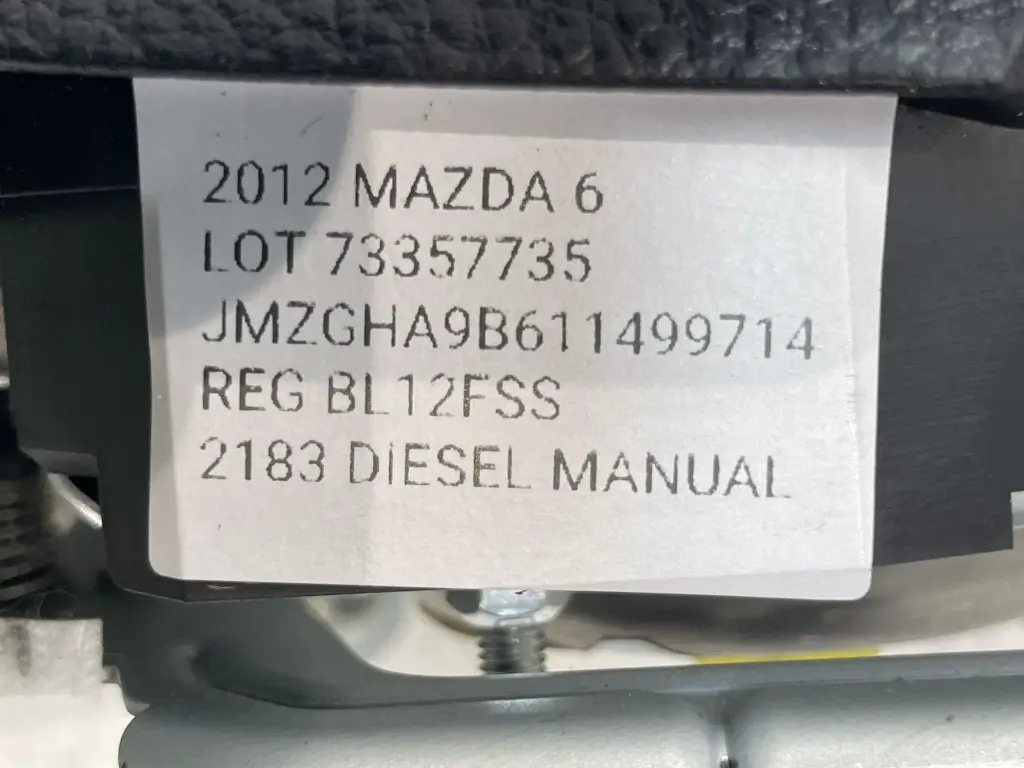 2012 MAZDA 6
LOT 73357735
JMZGHA9B611499714
REG BL12FSS
2183 DIESEL MANUAL